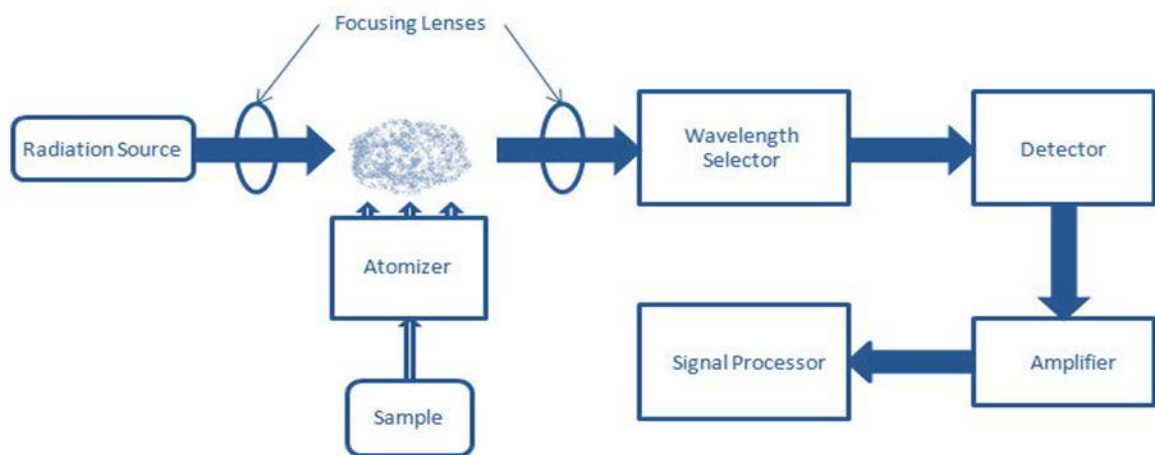 Focusing Lenses
Radiation Source
Wavelength
Selector
Detector
Atomizer
Signal Processor
Amplifier
Sample